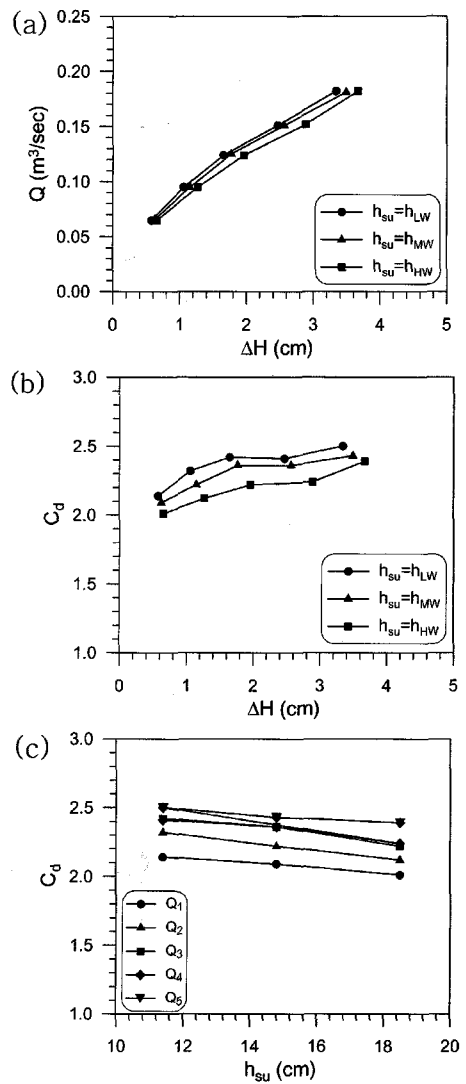 (a)
0.25
0.20
0.15
0.10
0.05
0.00
Q (m³/sec)
h_su=h_LW
h_su=h_MW
h_su=h_HW
0 1 2 3 4 5
ΔH (cm)
(b)
3.0
2.5
2.0
1.5
1.0
C_d
h_su=h_LW
h_su=h_MW
h_su=h_HW
0 1 2 3 4 5
ΔH (cm)
(c)
3.0
2.5
2.0
1.5
1.0
C_d
Q₁
Q₂
Q₃
Q₄
Q₅
10 12 14 16 18 20
h_su (cm)